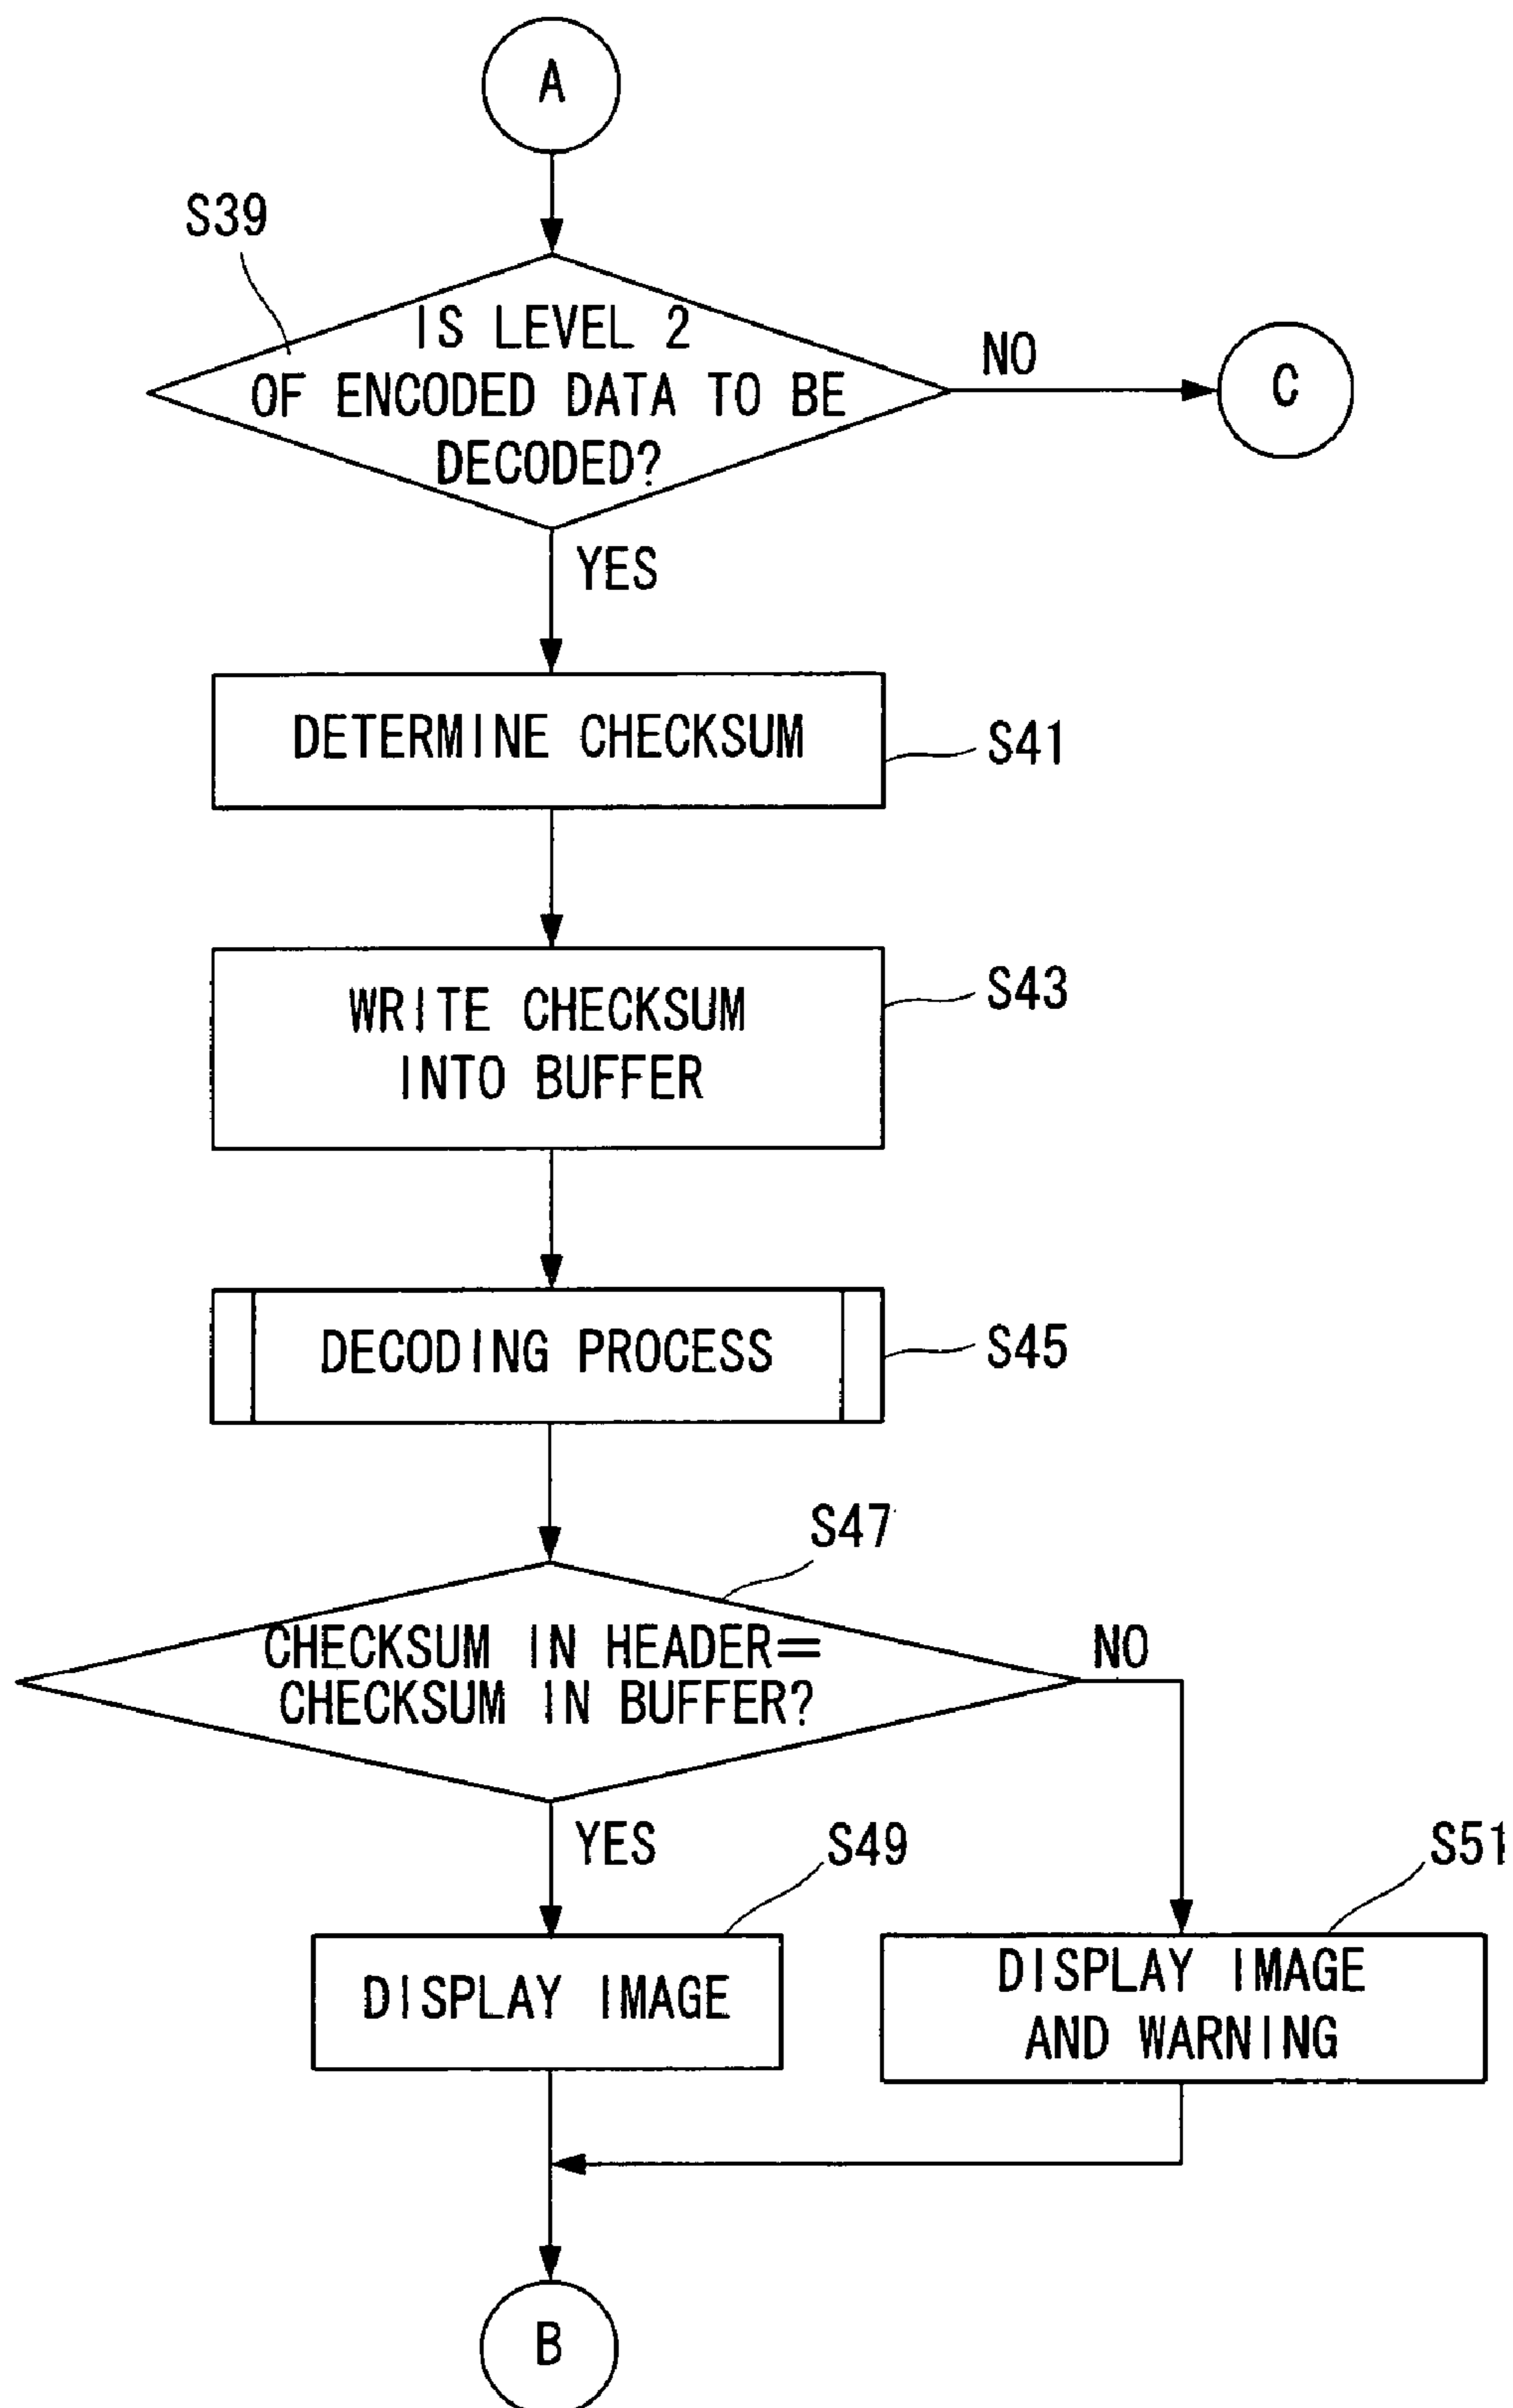 A
S39
IS LEVEL 2
OF ENCODED DATA TO BE
DECODED?
NO
C
YES
DETERMINE CHECKSUM
S41
WRITE CHECKSUM
INTO BUFFER
S43
DECODING PROCESS
S45
S47
CHECKSUM IN HEADER=
CHECKSUM IN BUFFER?
NO
YES
S49
S51
DISPLAY IMAGE
DISPLAY IMAGE
AND WARNING
B